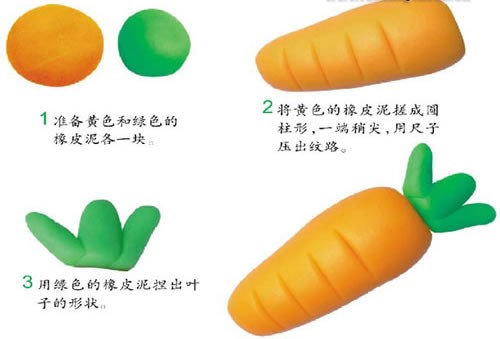 1 准备黄色和绿色的
橡皮泥各一块。
2 将黄色的橡皮泥搓成圆
柱形,一端稍尖,用尺子
压出纹路。
3 用绿色的橡皮泥捏出叶
子的形状。